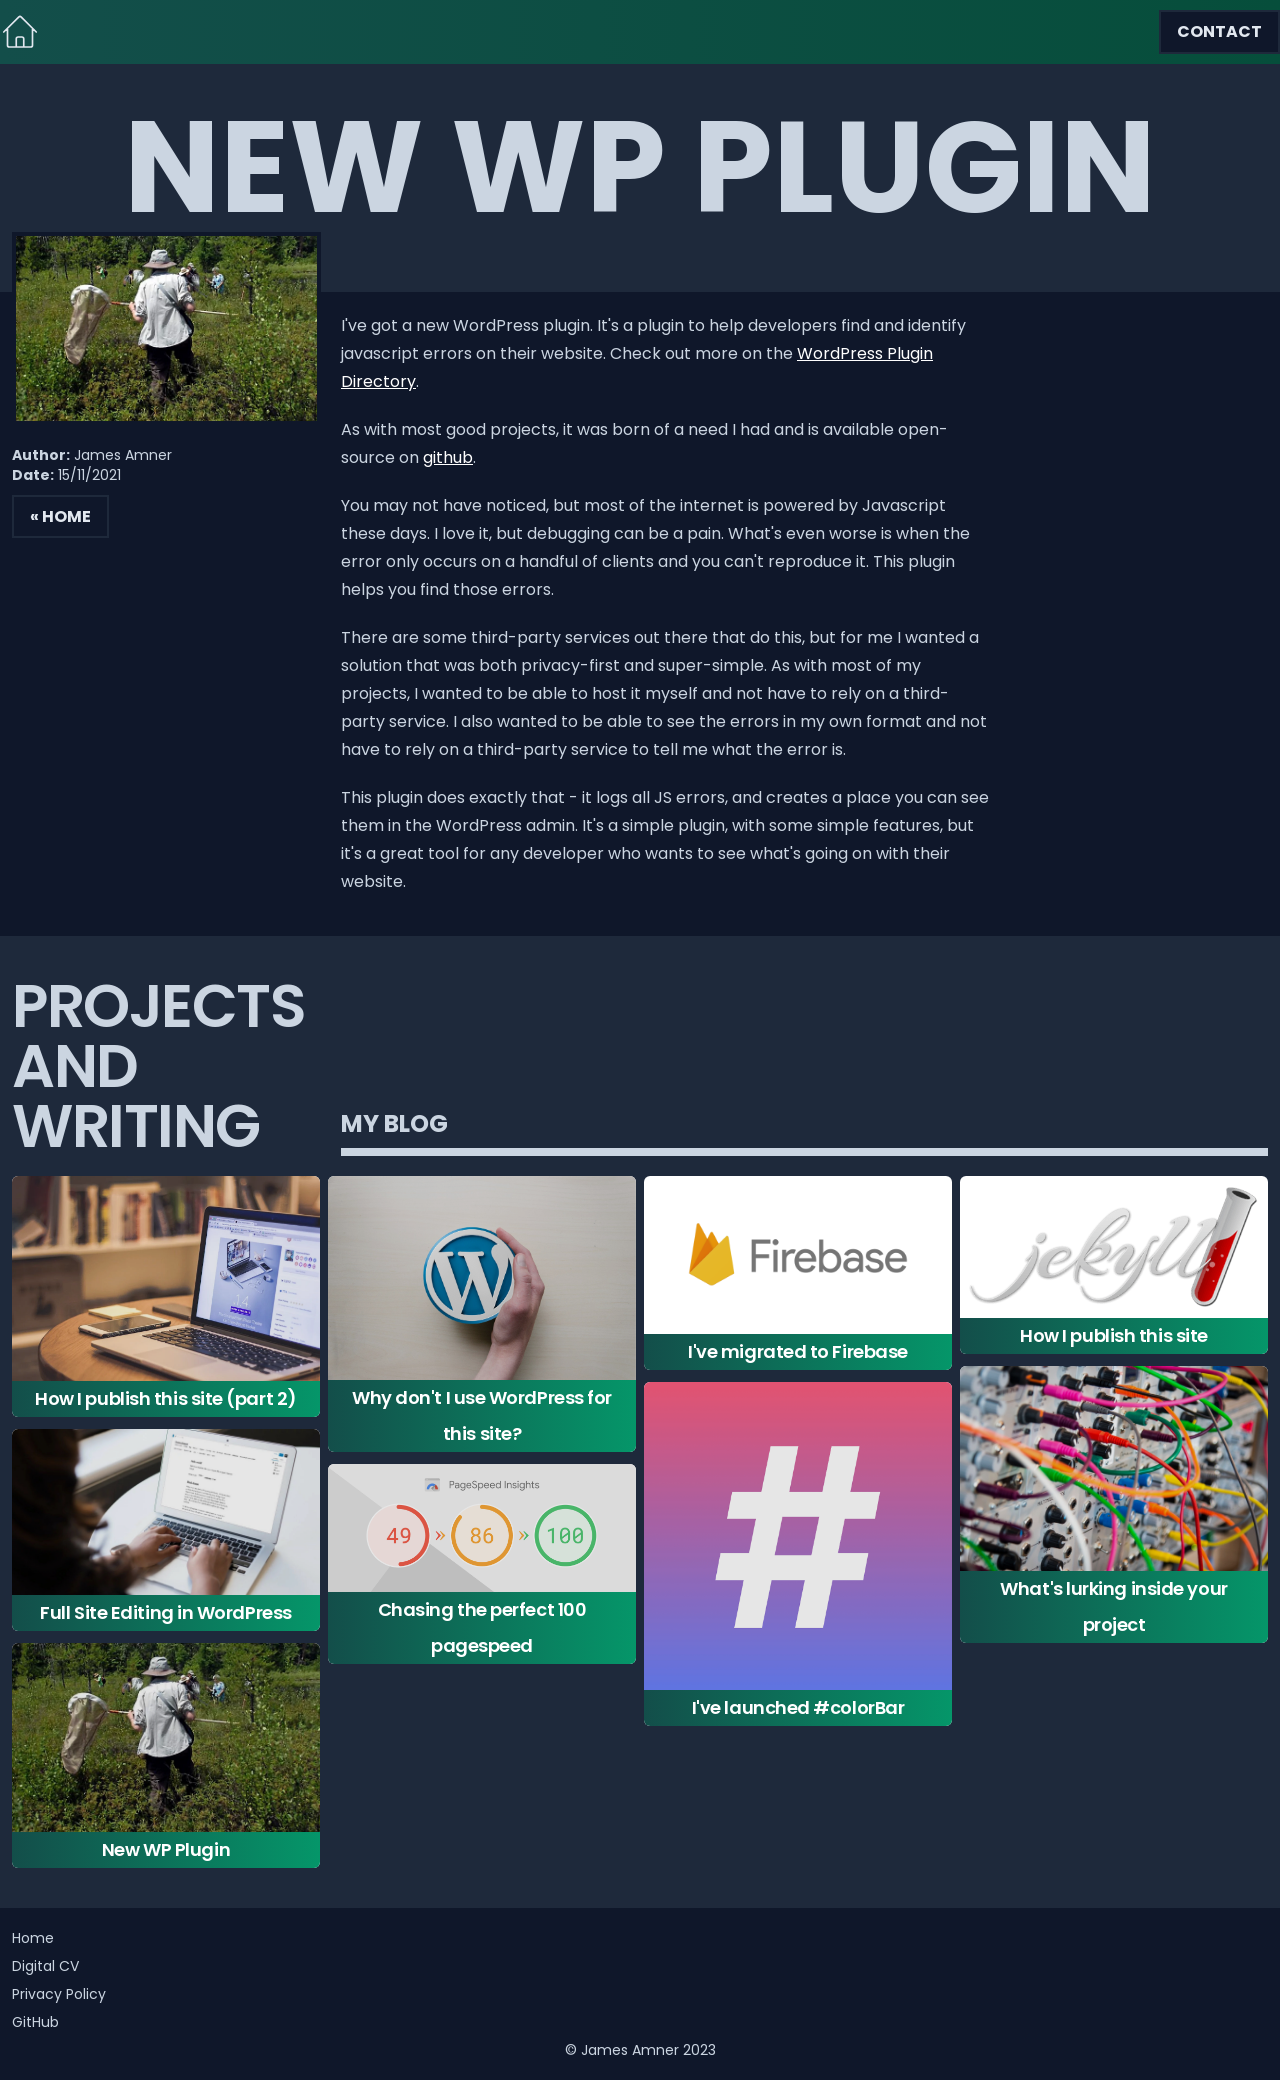 CONTACT
NEW WP PLUGIN
I've got a new WordPress plugin. It's a plugin to help developers find and identify
javascript errors on their website. Check out more on the WordPress Plugin
Directory.
As with most good projects, it was born of a need I had and is available open-
source on github.
You may not have noticed, but most of the internet is powered by Javascript
these days. I love it, but debugging can be a pain. What's even worse is when the
error only occurs on a handful of clients and you can't reproduce it. This plugin
helps you find those errors.
There are some third-party services out there that do this, but for me I wanted a
solution that was both privacy-first and super-simple. As with most of my
projects, I wanted to be able to host it myself and not have to rely on a third-
party service. I also wanted to be able to see the errors in my own format and not
have to rely on a third-party service to tell me what the error is.
This plugin does exactly that - it logs all JS errors, and creates a place you can see
them in the WordPress admin. It's a simple plugin, with some simple features, but
it's a great tool for any developer who wants to see what's going on with their
website.
Author: James Amner
Date: 15/11/2021
« HOME
PROJECTS
AND
WRITING
MY BLOG
How I publish this site (part 2)
Full Site Editing in WordPress
New WP Plugin
W
Why don't I use WordPress for
this site?
PageSpeed Insights
49 » 86 » 100
Chasing the perfect 100
pagespeed
Firebase
I've migrated to Firebase
#
I've launched #colorBar
jekyll
How I publish this site
What's lurking inside your
project
Home
Digital CV
Privacy Policy
GitHub
© James Amner 2023